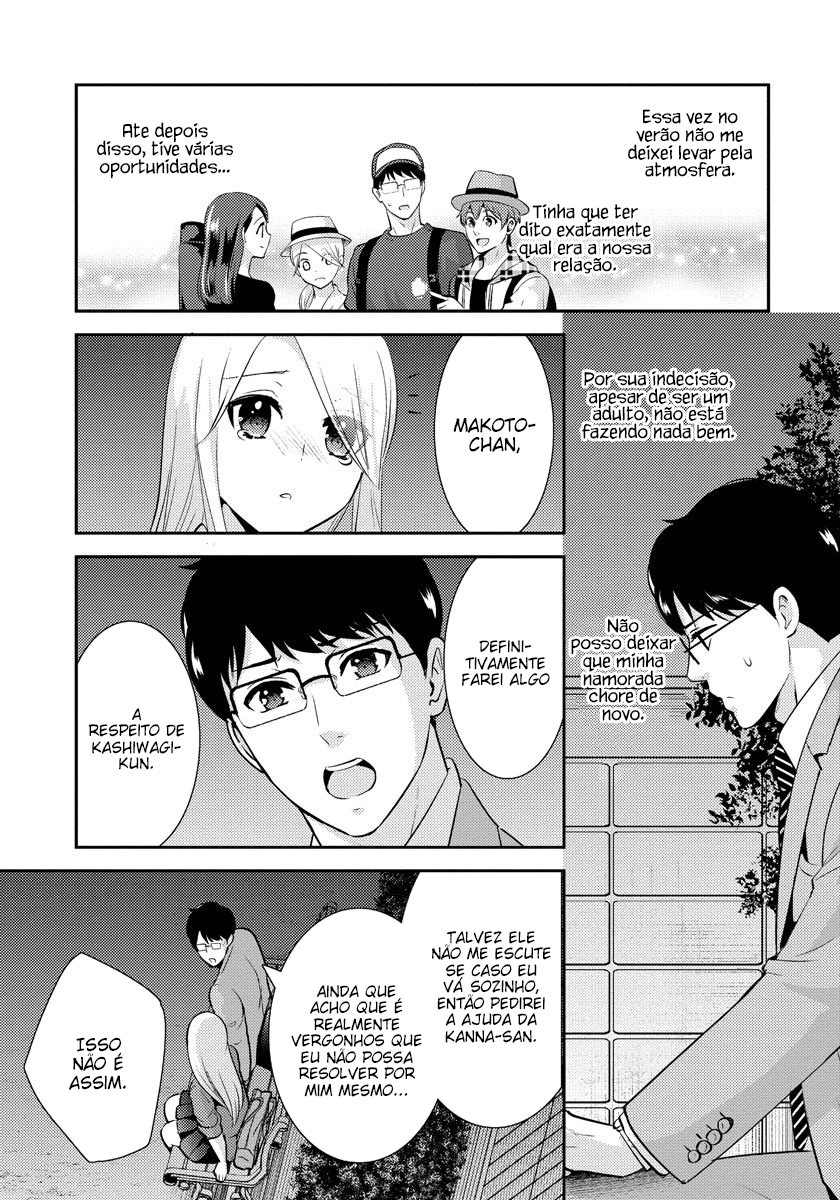 Essa vez no
verão não me
deixei levar pela
atmosfera.
Tinha que ter
dito exatamente
qual era a nossa
relação.
Ate depois
disso, tive várias
oportunidades...
Por sua indecisão,
apesar de ser um
adulto, não está
fazendo nada bem.
Não
posso deixar
que minha
namorada
chore de
novo.
MAKOTO-
CHAN,
DEFINI-
TIVAMENTE
FAREI ALGO
A
RESPEITO DE
KASHIWAGI-
KUN.
TALVEZ ELE
NÃO ME ESCUTE
SE CASO EU
VÁ SOZINHO,
ENTÃO PEDIREI
A AJUDA DA
KANNA-SAN.
AINDA QUE
ACHO QUE É
REALMENTE
VERGONHOS QUE
EU NÃO POSSA
RESOLVER POR
MIM MESMO...
ISSO
NÃO É
ASSIM.